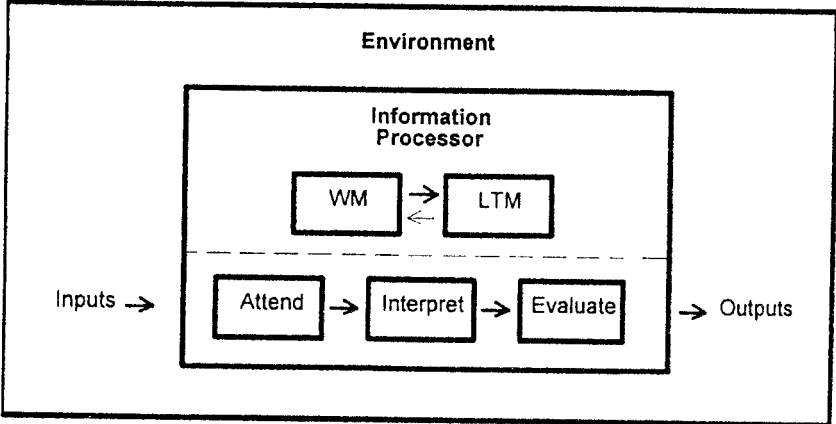 Environment
Information
Processor
WM
LTM
Inputs
Attend
Interpret
Evaluate
Outputs